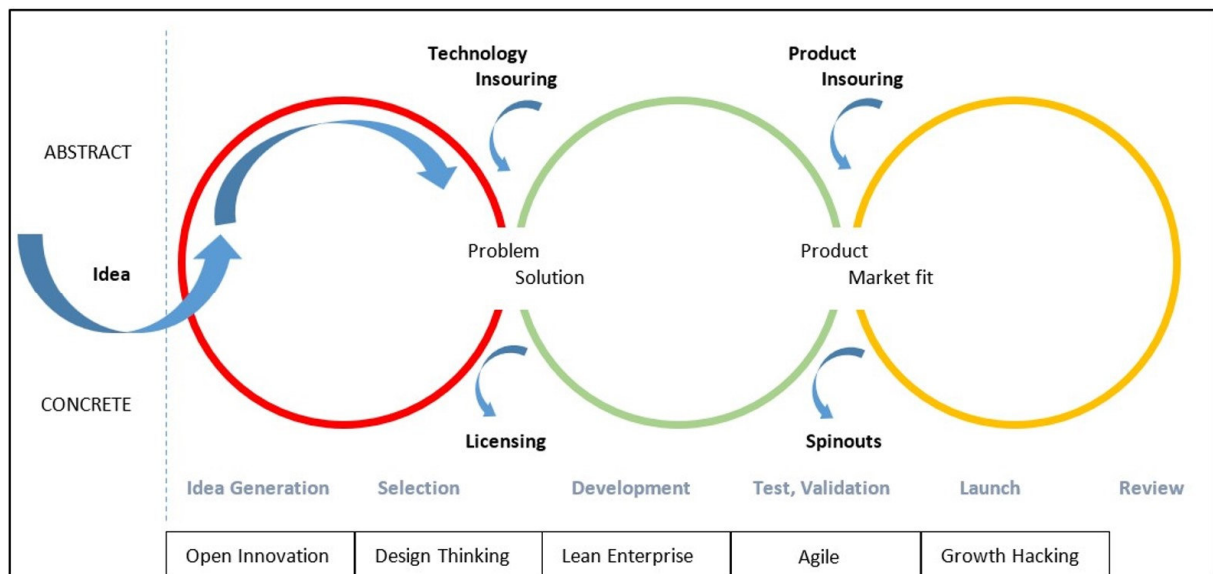 Technology
Insouring
Product
Insouring
ABSTRACT
Idea
Problem
Solution
Product
Market fit
CONCRETE
Licensing
Spinouts
Idea Generation
Selection
Development
Test, Validation
Launch
Review
Open Innovation
Design Thinking
Lean Enterprise
Agile
Growth Hacking